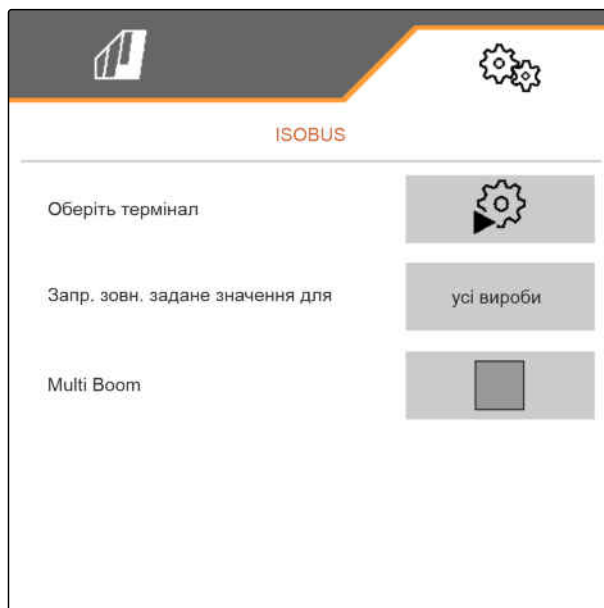 ISOBUS
Оберіть термінал
Запр. зовн. задане значення для
усі вироби
Multi Boom